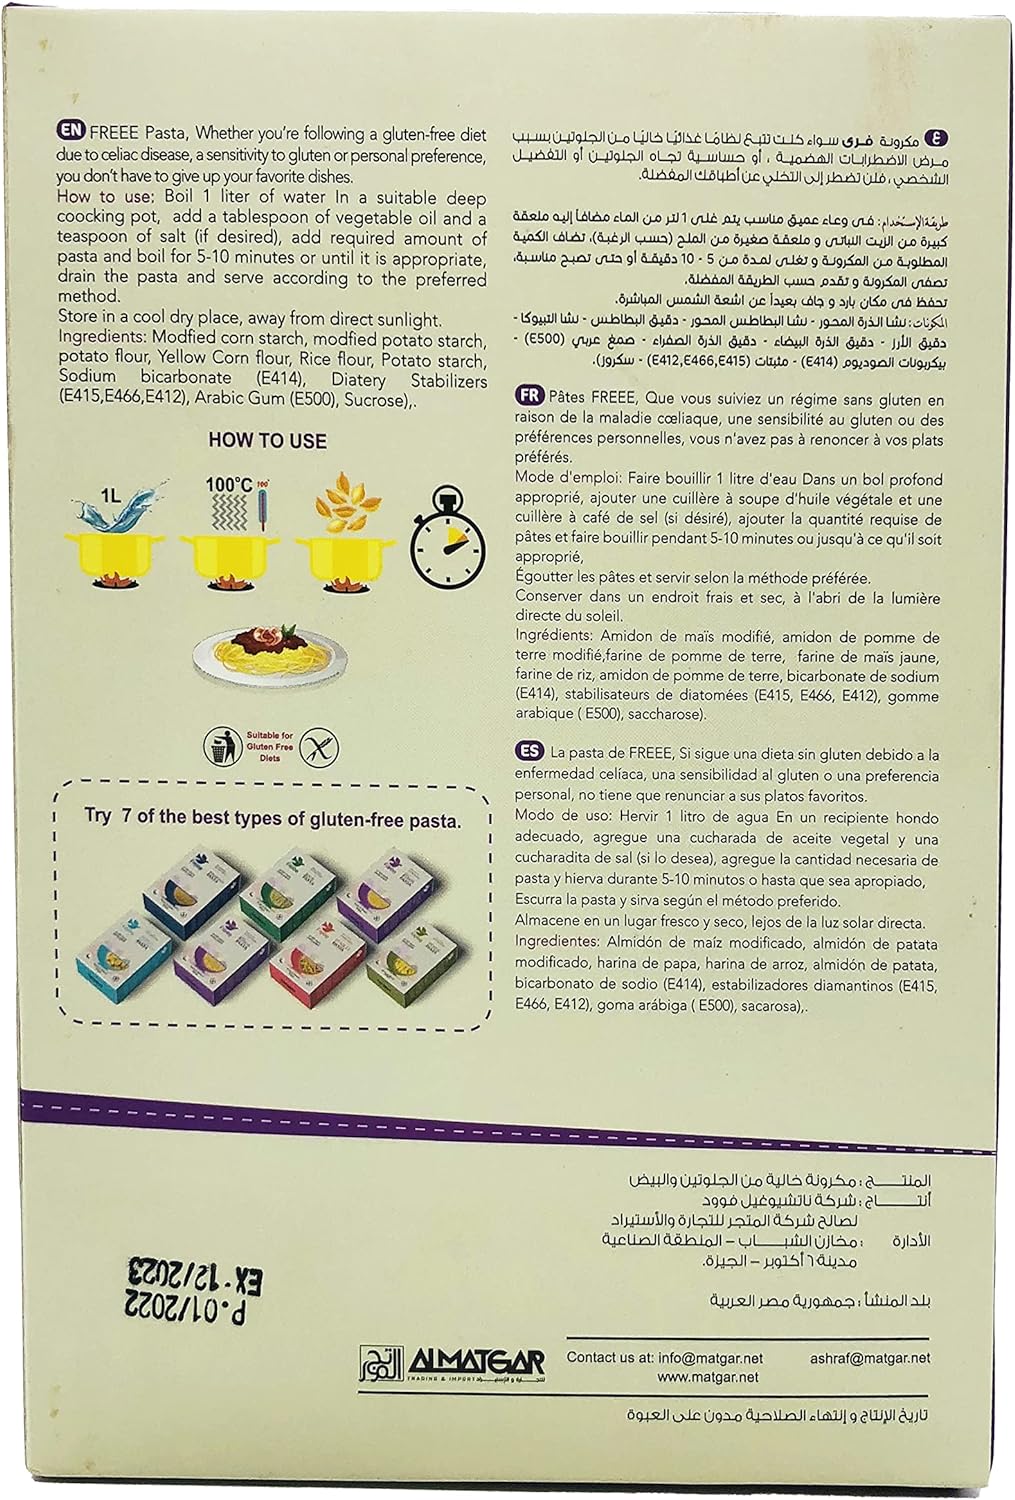 EN FREEE Pasta, Whether you're following a gluten-free diet
due to celiac disease, a sensitivity to gluten or personal preference,
you don't have to give up your favorite dishes.
How to use: Boil 1 liter of water In a suitable deep
coocking pot, add a tablespoon of vegetable oil and a
teaspoon of salt (if desired), add required amount of
pasta and boil for 5-10 minutes or until it is appropriate,
drain the pasta and serve according to the preferred
method.
Store in a cool dry place, away from direct sunlight.
Ingredients: Modfied corn starch, modfied potato starch,
potato flour, Yellow Corn flour, Rice flour, Potato starch,
Sodium bicarbonate (E414), Diatery Stabilizers
(E415,E466,E412), Arabic Gum (E500), Sucrose),.
HOW TO USE
1L
100°C
100°
Suitable for
Gluten Free
Diets
Try 7 of the best types of gluten-free pasta.
ع مكرونة فرى سواء كلت تتبع نظامًا غذائيًا خاليًا من الجلوتين بسبب
مرض الاضطرابات الهضمية ، أو حساسية تجاه الجلوتين أو التفضيل
الشخصي ، فلن تضطر إلى التخلي عن أطباقك المفضلة.
طريقة الإستخدام: فى وعاء عميق مناسب يتم غلى 1 لتر من الماء مضافاً إليه ملعقة
كبيرة من الزيت النباتى و ملعقة صغيرة من الملح (حسب الرغبة)، تضاف الكمية
المطلوبة من المكرونة و تغلى لمدة من 5 - 10 دقيقة أو حتى تصبح مناسبة،
تصفى المكرونة و تقدم حسب الطريقة المفضلة،
تحفظ فى مكان بارد و جاف بعيداً عن اشعة الشمس المباشرة.
المكونات: نشا الذرة المحور - نشا البطاطس المحور - دقيق البطاطس - نشا التبيوكا -
دقيق الأرز - دقيق الذرة البيضاء - دقيق الذرة الصفراء - صمغ عربي (E500) -
بيكربونات الصوديوم (E414) - مثبتات (E412,E466,E415) - سكروز).
FR Pâtes FREEE, Que vous suiviez un régime sans gluten en
raison de la maladie cœliaque, une sensibilité au gluten ou des
préférences personnelles, vous n'avez pas à renoncer à vos plats
préférés.
Mode d'emploi: Faire bouillir 1 litre d'eau Dans un bol profond
approprié, ajouter une cuillère à soupe d'huile végétale et une
cuillère à café de sel (si désiré), ajouter la quantité requise de
pâtes et faire bouillir pendant 5-10 minutes ou jusqu'à ce qu'il soit
approprié,
Égoutter les pâtes et servir selon la méthode préférée.
Conserver dans un endroit frais et sec, à l'abri de la lumière
directe du soleil.
Ingrédients: Amidon de maïs modifié, amidon de pomme de
terre modifié,farine de pomme de terre, farine de maïs jaune,
farine de riz, amidon de pomme de terre, bicarbonate de sodium
(E414), stabilisateurs de diatomées (E415, E466, E412), gomme
arabique ( E500), saccharose).
ES La pasta de FREEE, Si sigue una dieta sin gluten debido a la
enfermedad celíaca, una sensibilidad al gluten o una preferencia
personal, no tiene que renunciar a sus platos favoritos.
Modo de uso: Hervir 1 litro de agua En un recipiente hondo
adecuado, agregue una cucharada de aceite vegetal y una
cucharadita de sal (si lo desea), agregue la cantidad necesaria de
pasta y hierva durante 5-10 minutos o hasta que sea apropiado,
Escurra la pasta y sirva según el método preferido.
Almacene en un lugar fresco y seco, lejos de la luz solar directa.
Ingredientes: Almidón de maíz modificado, almidón de patata
modificado, harina de papa, harina de arroz, almidón de patata,
bicarbonato de sodio (E414), estabilizadores diamantinos (E415,
E466, E412), goma arábiga ( E500), sacarosa),.
المنتـــــج : مكرونة خالية من الجلوتين والبيض
أنتـــــاج : شركة ناتشيوغيل فوود
لصالح شركة المتجر للتجارة والأستيراد
الأدارة : مخازن الشبـــاب – المنطقة الصناعية
مدينة ٦ أكتوبر – الجيزة.
بلد المنشأ : جمهورية مصر العربية
P.01/2022
EX.12/2023
المتجر ALMATGAR
TRADING & IMPORT للتجارة و الإستيراد
Contact us at: info@matgar.net ashraf@matgar.net
www.matgar.net
تاريخ الإنتاج و إنتهاء الصلاحية مدون على العبوة